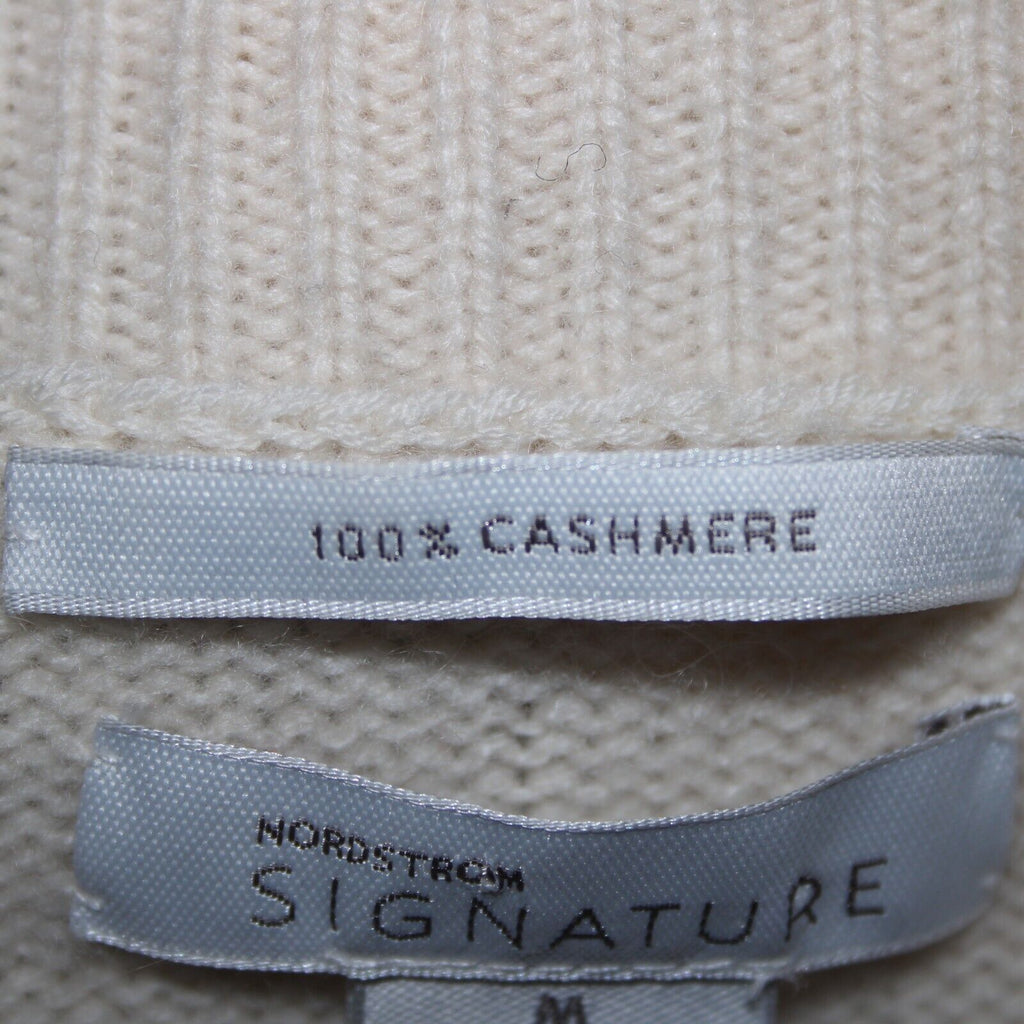 100% CASHMERE
NORDSTROM
SIGNATURE
M